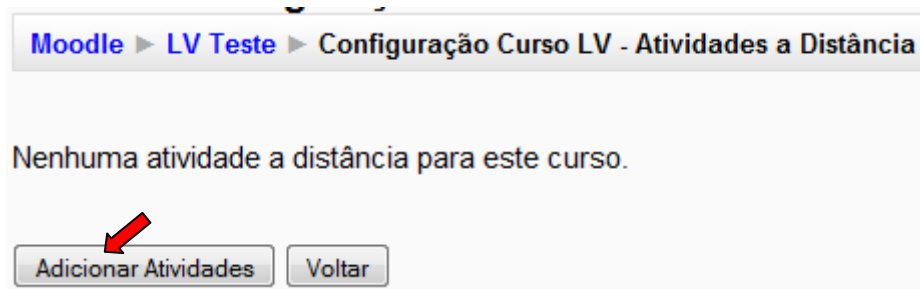 Moodle ► LV Teste ► Configuração Curso LV - Atividades a Distância
Nenhuma atividade a distância para este curso.
Adicionar Atividades Voltar